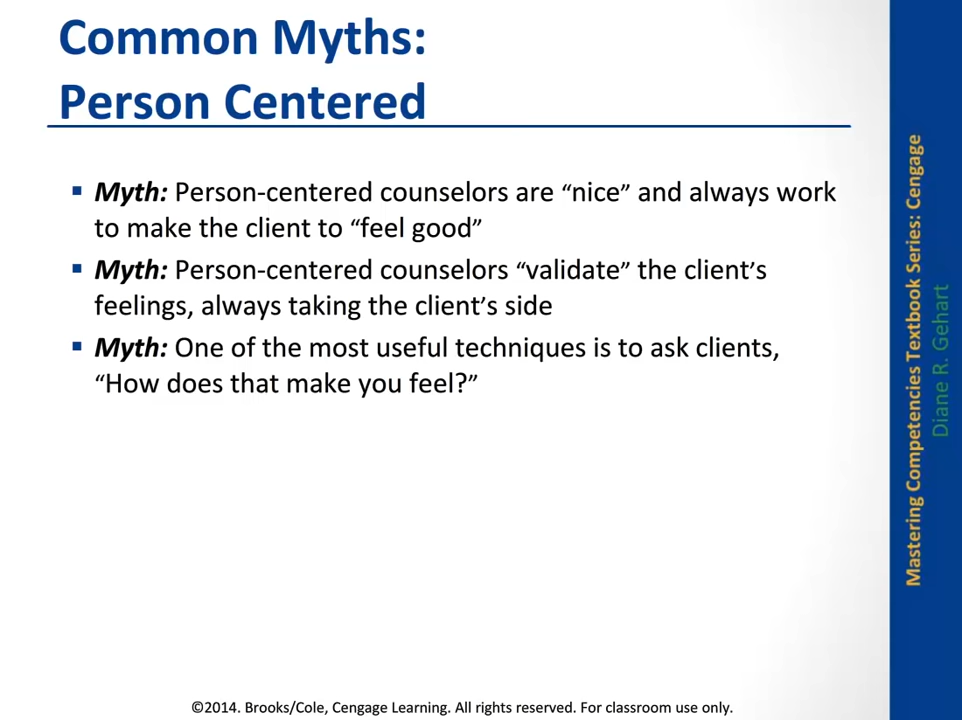 Common Myths:
Person Centered
▪ Myth: Person-centered counselors are “nice” and always work
to make the client to “feel good”
▪ Myth: Person-centered counselors “validate” the client’s
feelings, always taking the client’s side
▪ Myth: One of the most useful techniques is to ask clients,
“How does that make you feel?”
Mastering Competencies Textbook Series: Cengage
Diane R. Gehart
©2014. Brooks/Cole, Cengage Learning. All rights reserved. For classroom use only.